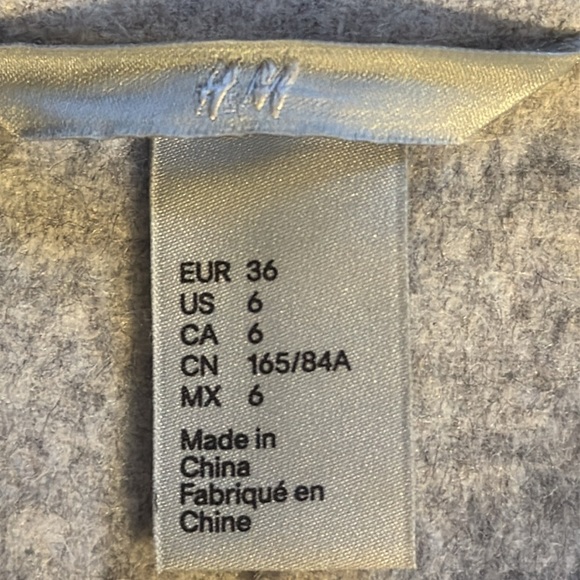 H&M
EUR 36
US 6
CA 6
CN 165/84A
MX 6
Made in
China
Fabriqué en
Chine